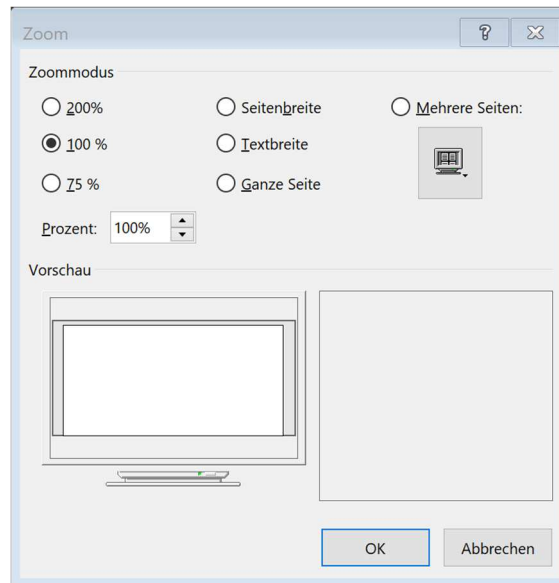 Zoom
Zoommodus
200%
Seitenbreite
Mehrere Seiten:
100 %
Textbreite
75 %
Ganze Seite
Prozent: 100%
Vorschau
OK
Abbrechen